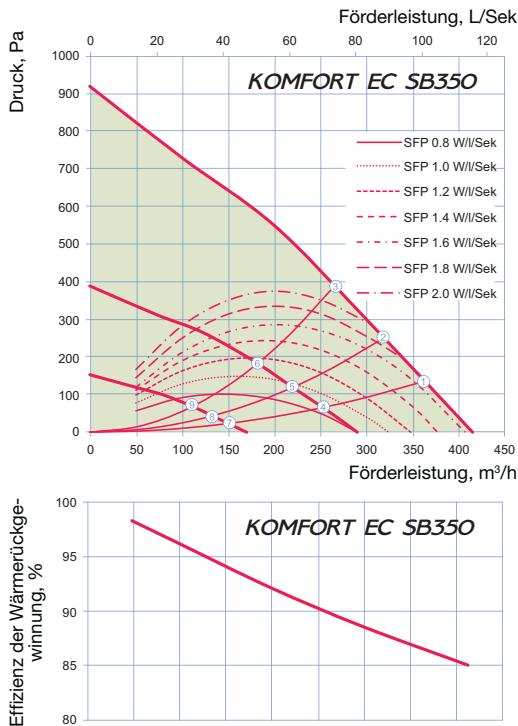 Förderleistung, L/Sek
0 20 40 60 80 100 120
Druck, Pa
KOMFORT EC SB350
1000
900
800
700
600
500
400
300
200
100
0
SFP 0.8 W/l/Sek
SFP 1.0 W/l/Sek
SFP 1.2 W/l/Sek
SFP 1.4 W/l/Sek
SFP 1.6 W/l/Sek
SFP 1.8 W/l/Sek
SFP 2.0 W/l/Sek
3
2
1
6
5
4
9
8
7
0 50 100 150 200 250 300 350 400 450
Förderleistung, m³/h
Effizienz der Wärmerückge-
winnung, %
KOMFORT EC SB350
100
95
90
85
80